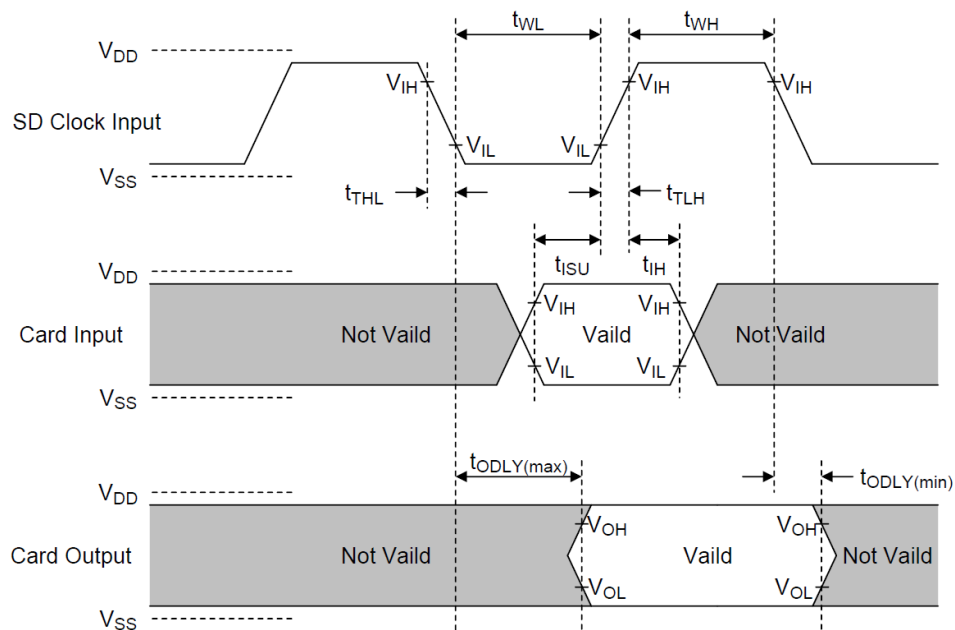 tWL tWH
VDD
VIH VIH VIH
SD Clock Input
VIL VIL
VSS
tTHL tTLH
tISU tIH
VDD
VIH VIH
Card Input Not Vaild Vaild Not Vaild
VIL VIL
VSS
tODLY(max) tODLY(min)
VDD
VOH VOH
Card Output Not Vaild Vaild Not Vaild
VOL VOL
VSS